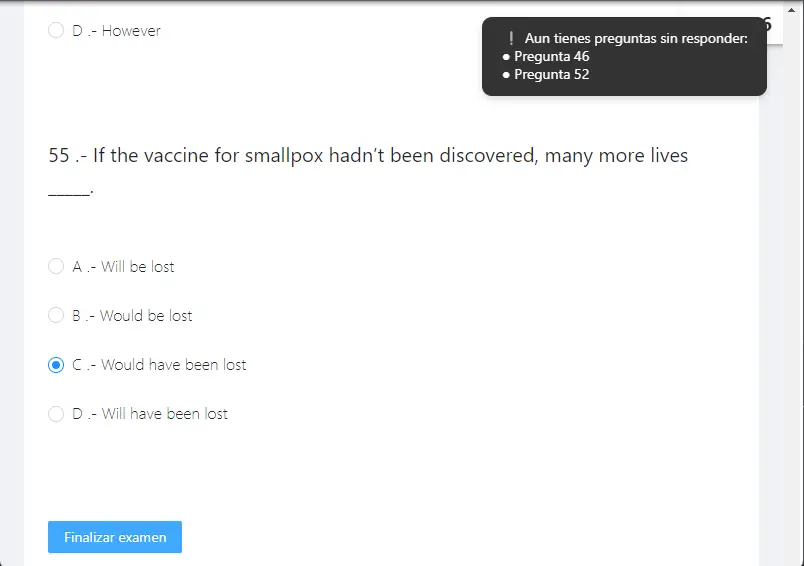 D .- However
❗ Aun tienes preguntas sin responder:
● Pregunta 46
● Pregunta 52
55 .- If the vaccine for smallpox hadn’t been discovered, many more lives
_____.
A .- Will be lost
B .- Would be lost
C .- Would have been lost
D .- Will have been lost
Finalizar examen